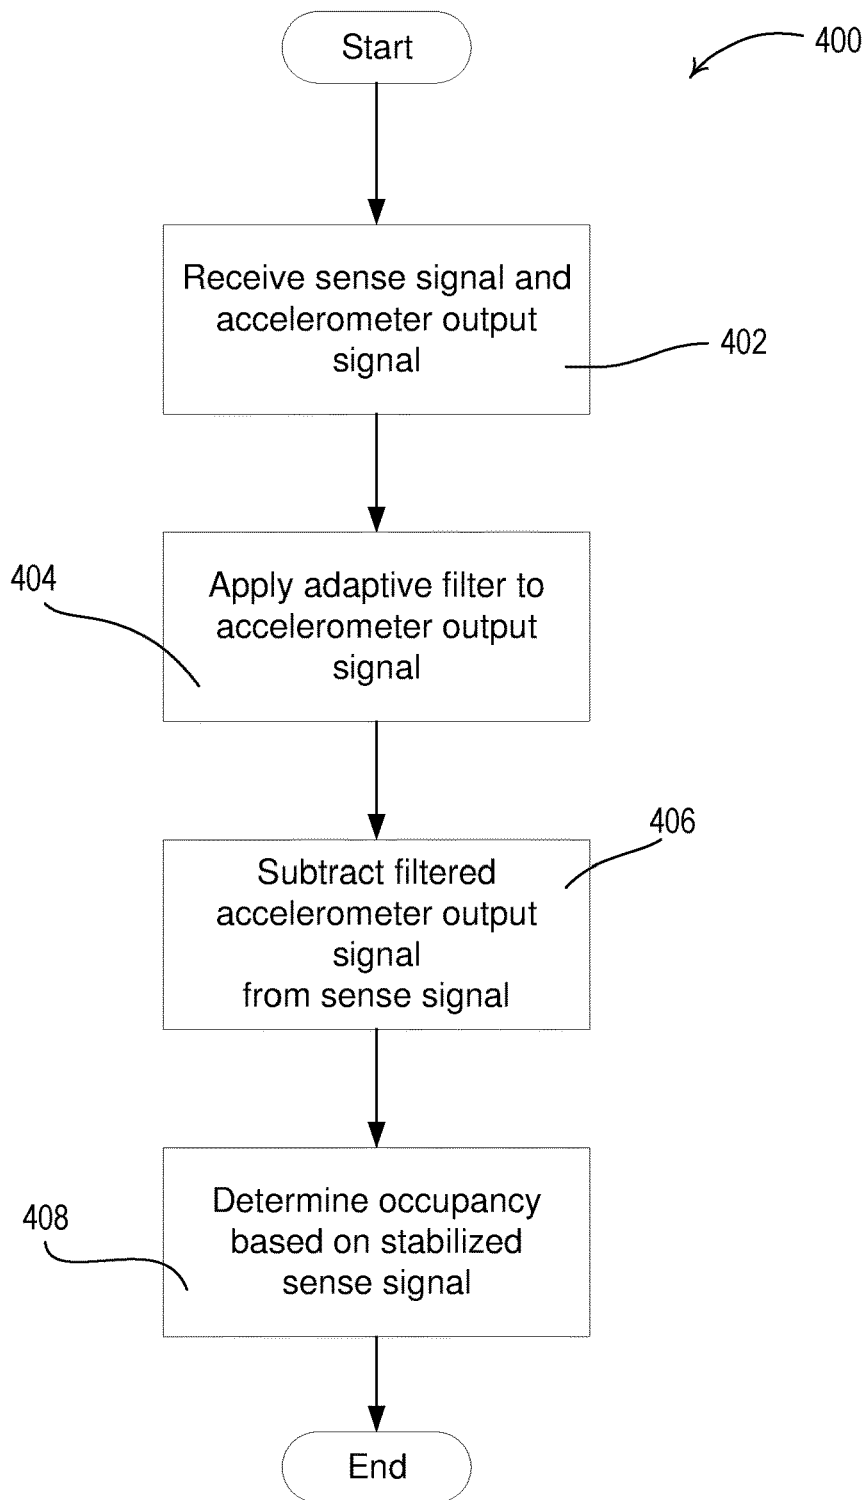 Start
400
Receive sense signal and
accelerometer output
signal
402
404
Apply adaptive filter to
accelerometer output
signal
406
Subtract filtered
accelerometer output
signal
from sense signal
408
Determine occupancy
based on stabilized
sense signal
End